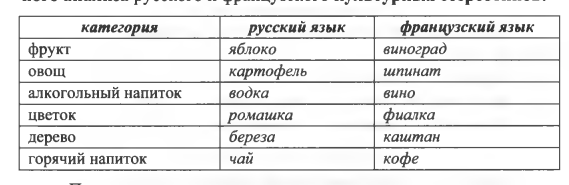 категория русский язык французский язык
фрукт яблоко виноград
овощ картофель шпинат
алкогольный напиток водка вино
цветок ромашка фиалка
дерево береза каштан
горячий напиток чай кофе